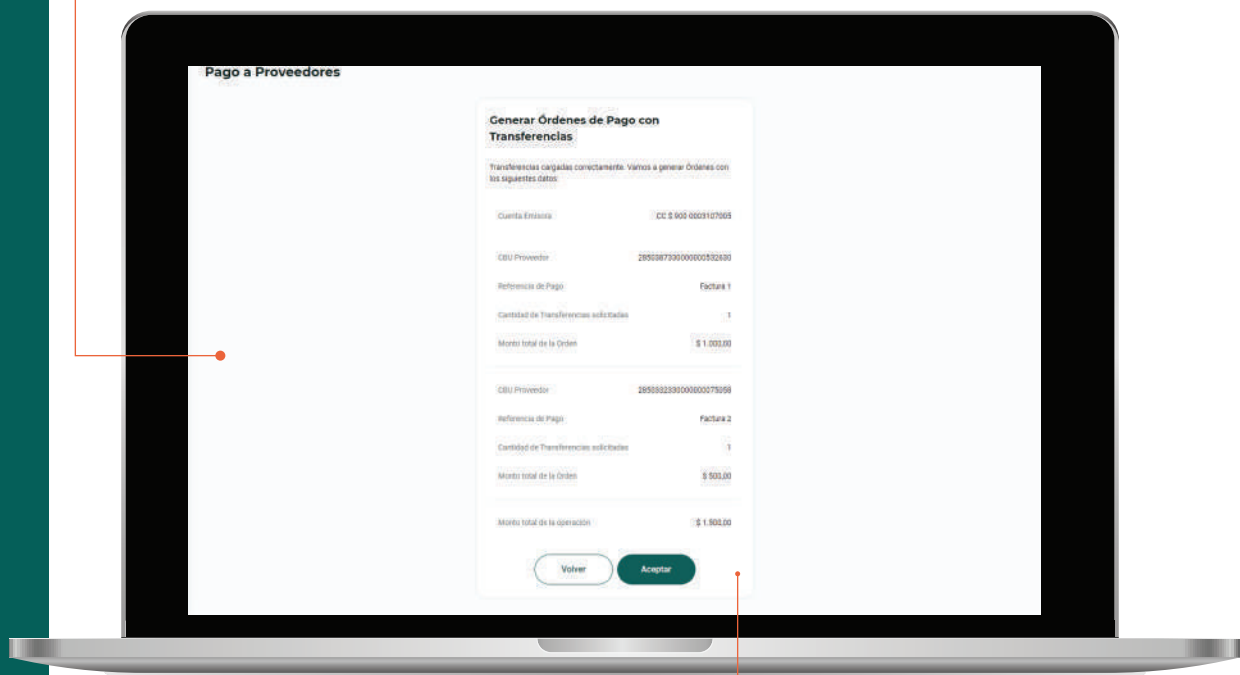 Pago a Proveedores
Generar Órdenes de Pago con
Transferencias
Transferencias cargadas correctamente. Vamos a generar Órdenes con
los siguientes datos:
Cuenta Emisora CC $ 900 0003107005
CBU Proveedor
Referencia de Pago Factura 1
Cantidad de Transferencias solicitadas 1
Monto total de la Orden $ 1.000,00
CBU Proveedor
Referencia de Pago Factura 2
Cantidad de Transferencias solicitadas 1
Monto total de la Orden $ 500,00
Monto total de la operación $ 1.500,00
Volver Aceptar